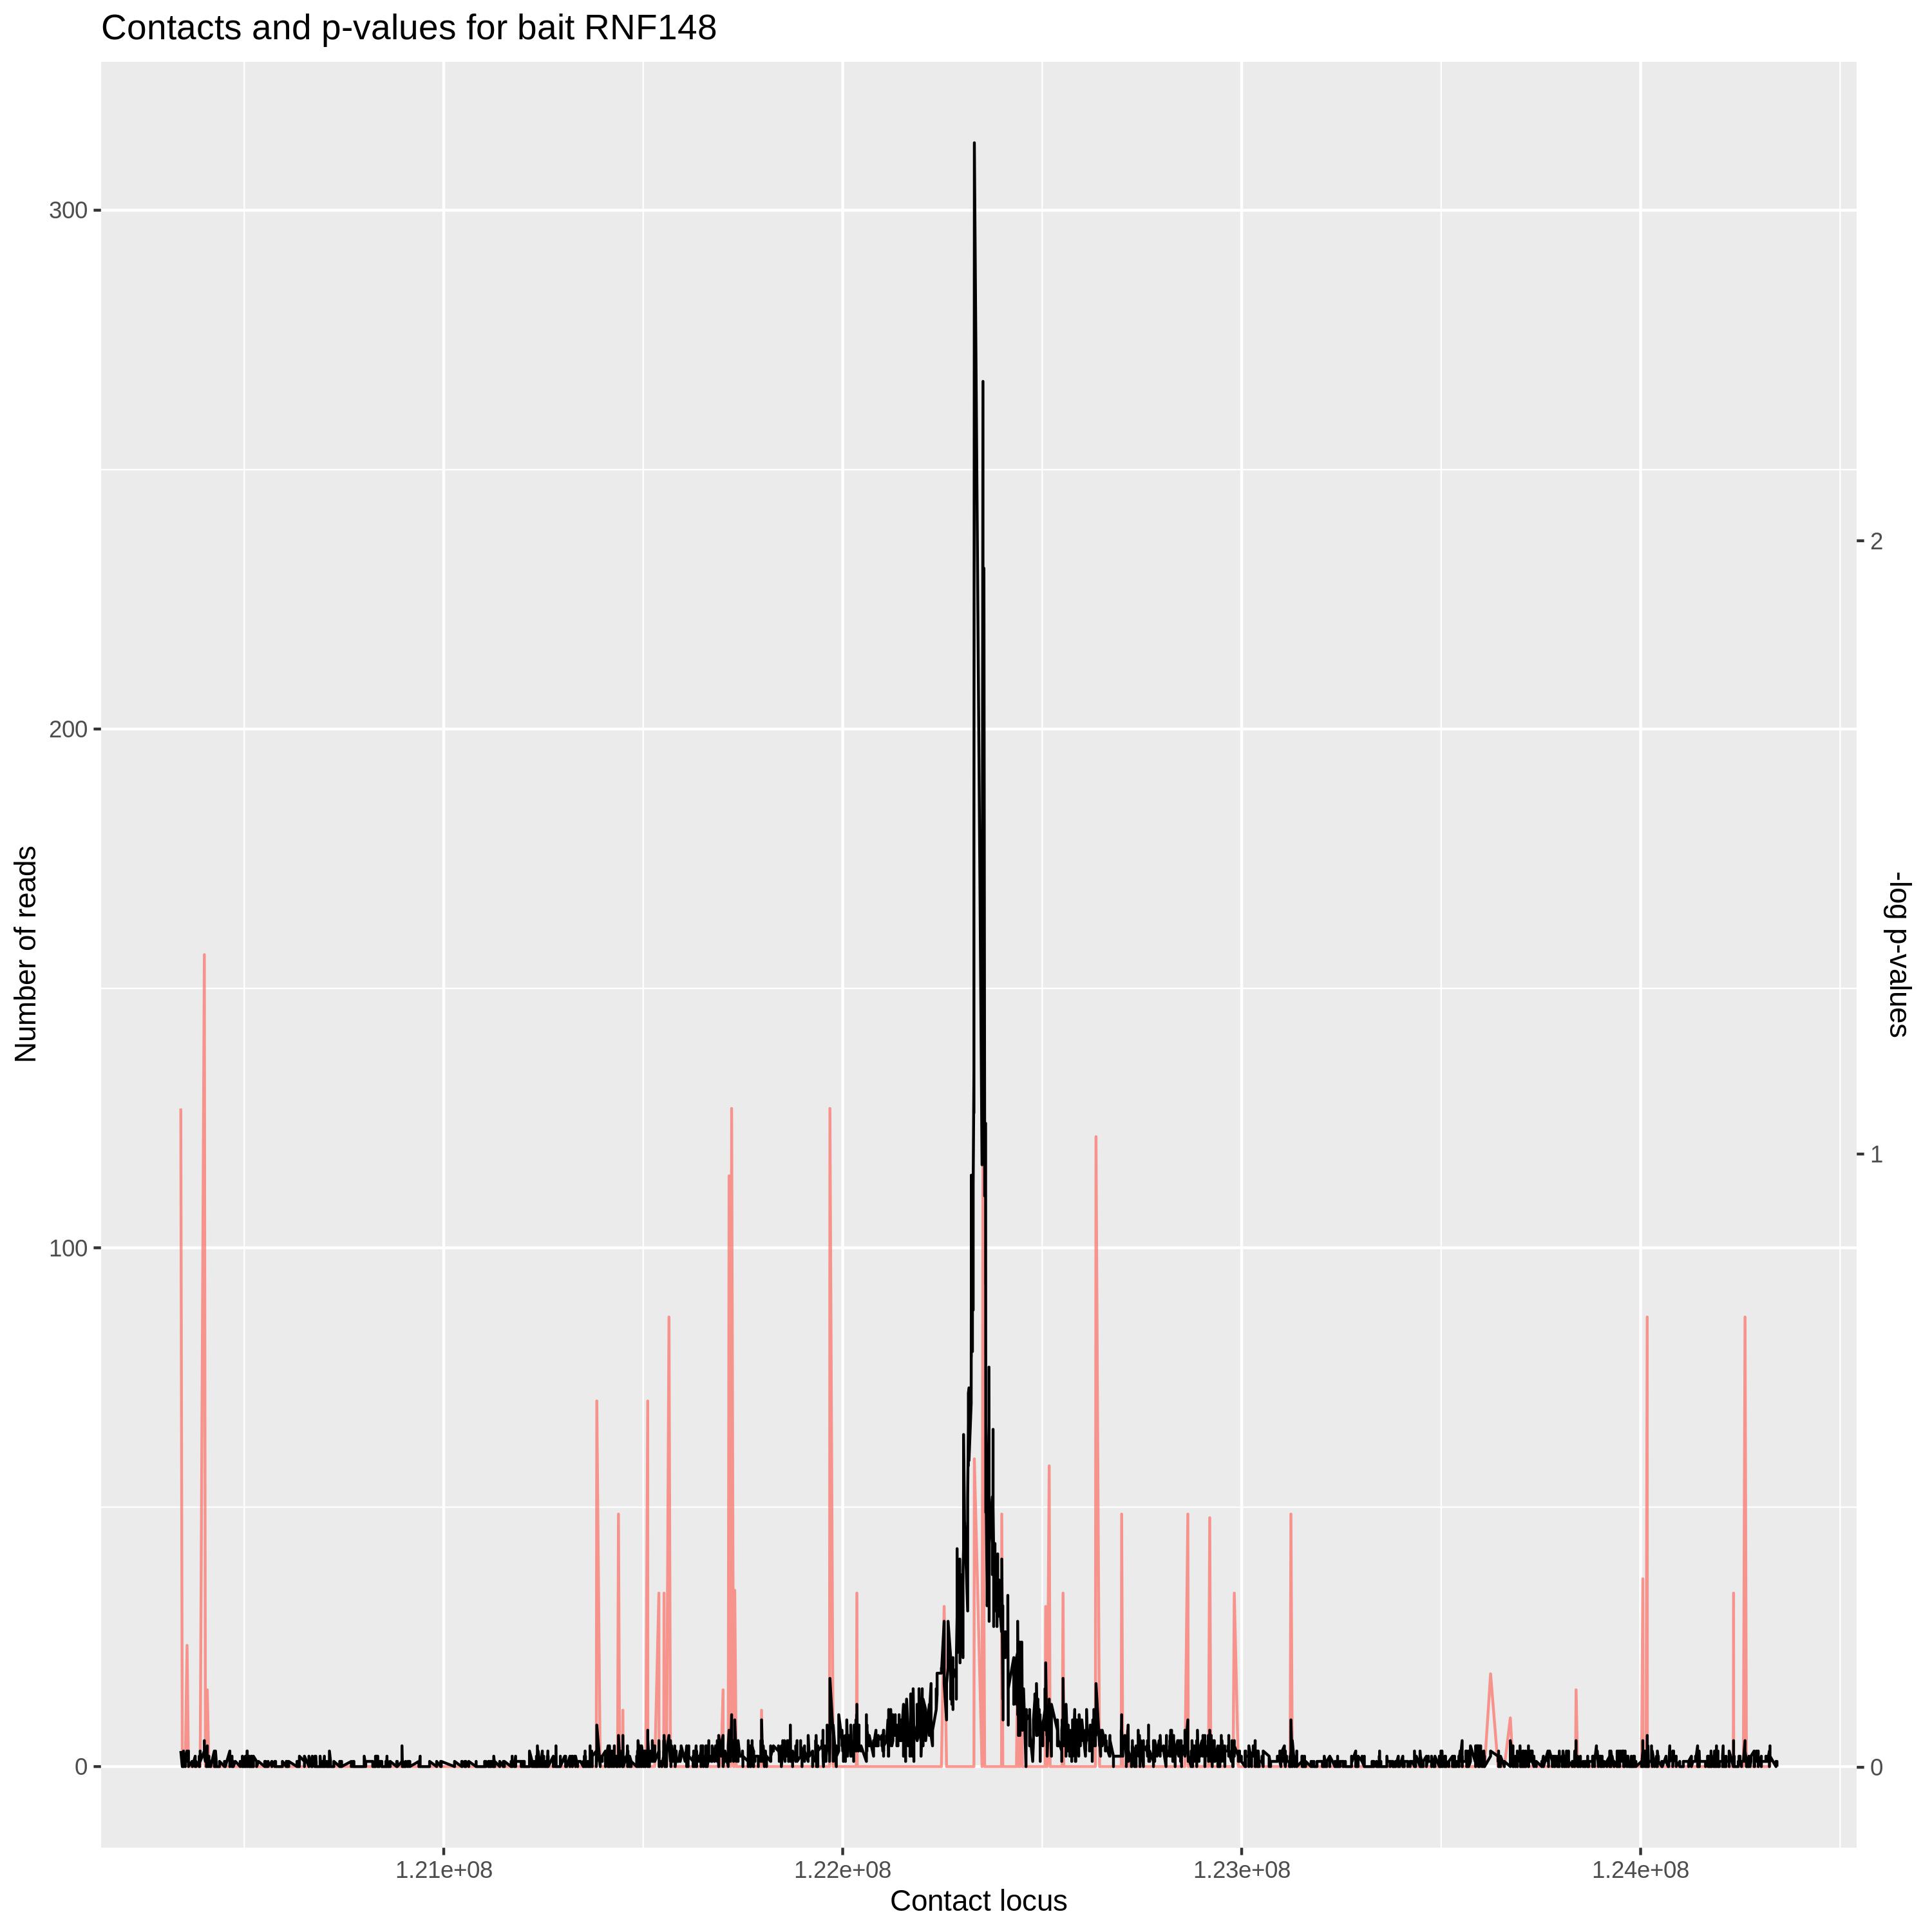 Contacts and p-values for bait RNF148
300
200
100
0
Number of reads
2
1
0
-log p-values
1.21e+08
1.22e+08
1.23e+08
1.24e+08
Contact locus